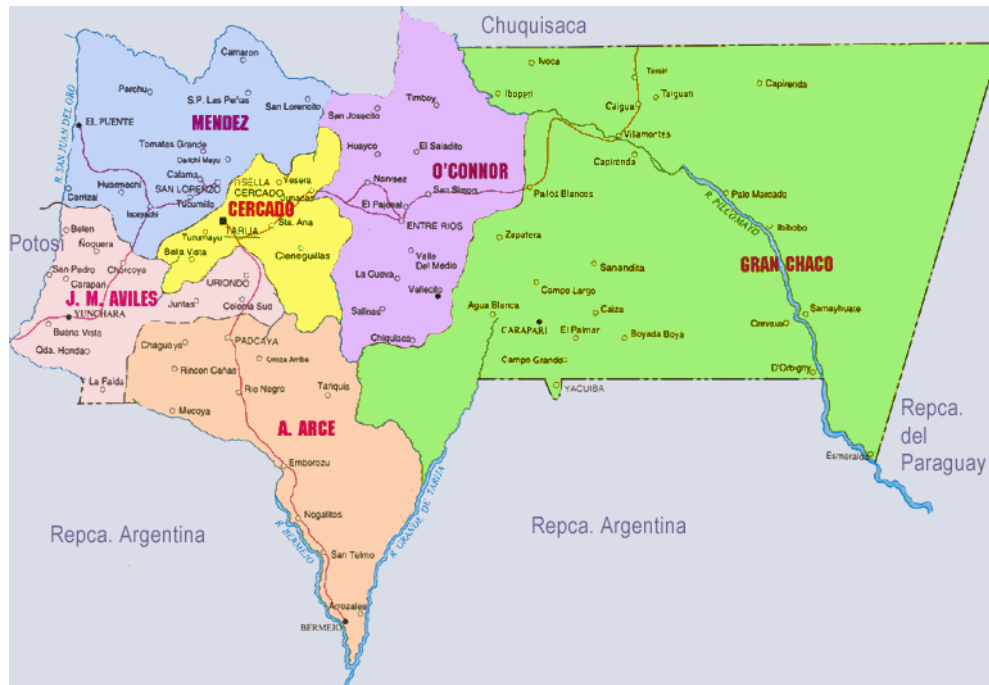 Chuquisaca
Camaron
Ivoca
Taiguati
Capirenda
Parchu
S.P. Las Peñas
San Lorencito
Timboy
Ibopeti
Caigua
San Josecito
MENDEZ
EL PUENTE
R. SAN JUAN DEL ORO
Tomatas Grande
Huayco
El Saladito
Villamontes
Calama
O'CONNOR
Capirenda
Huarmachi
SAN LORENZO
SELLA
CERCADO
Yesera
Junacas
Narvaez
San Simon
Palos Blancos
Palo Marcado
R. PILCOMAYO
Carrizal
Tucumilla
Iscayachi
CERCADO
El Pajonal
Potosi
Belen
TARIJA
Sta. Ana
ENTRE RIOS
Ibibobo
Ñoquera
Turumayo
Zapatera
Bella Vista
Cieneguillas
Valle
Del Medio
Chorcoya
San Pedro
Carapari
URIONDO
La Cueva
Sanandita
GRAN CHACO
J. M. AVILES
Juntas
Colonia Sud
Vallecito
Campo Largo
YUNCHARA
Salinas
Agua Blanca
Caiza
Samayhuate
Buena Vista
CARAPARI
Crevaux
Chaguaya
PADCAYA
Chiquiaca
El Palmar
Boyada Boya
Qda. Honda
Campo Grande
Rincon Cañas
D'Orbigny
La Falda
Rio Negro
Tariquia
YACUIBA
Mecoya
A. ARCE
Repca.
del
Paraguay
Esmeralda
Emborozu
R. GRANDE DE TARIJA
Nogalitos
Repca. Argentina
Repca. Argentina
R. BERMEJO
San Telmo
Arrozales
BERMEJO